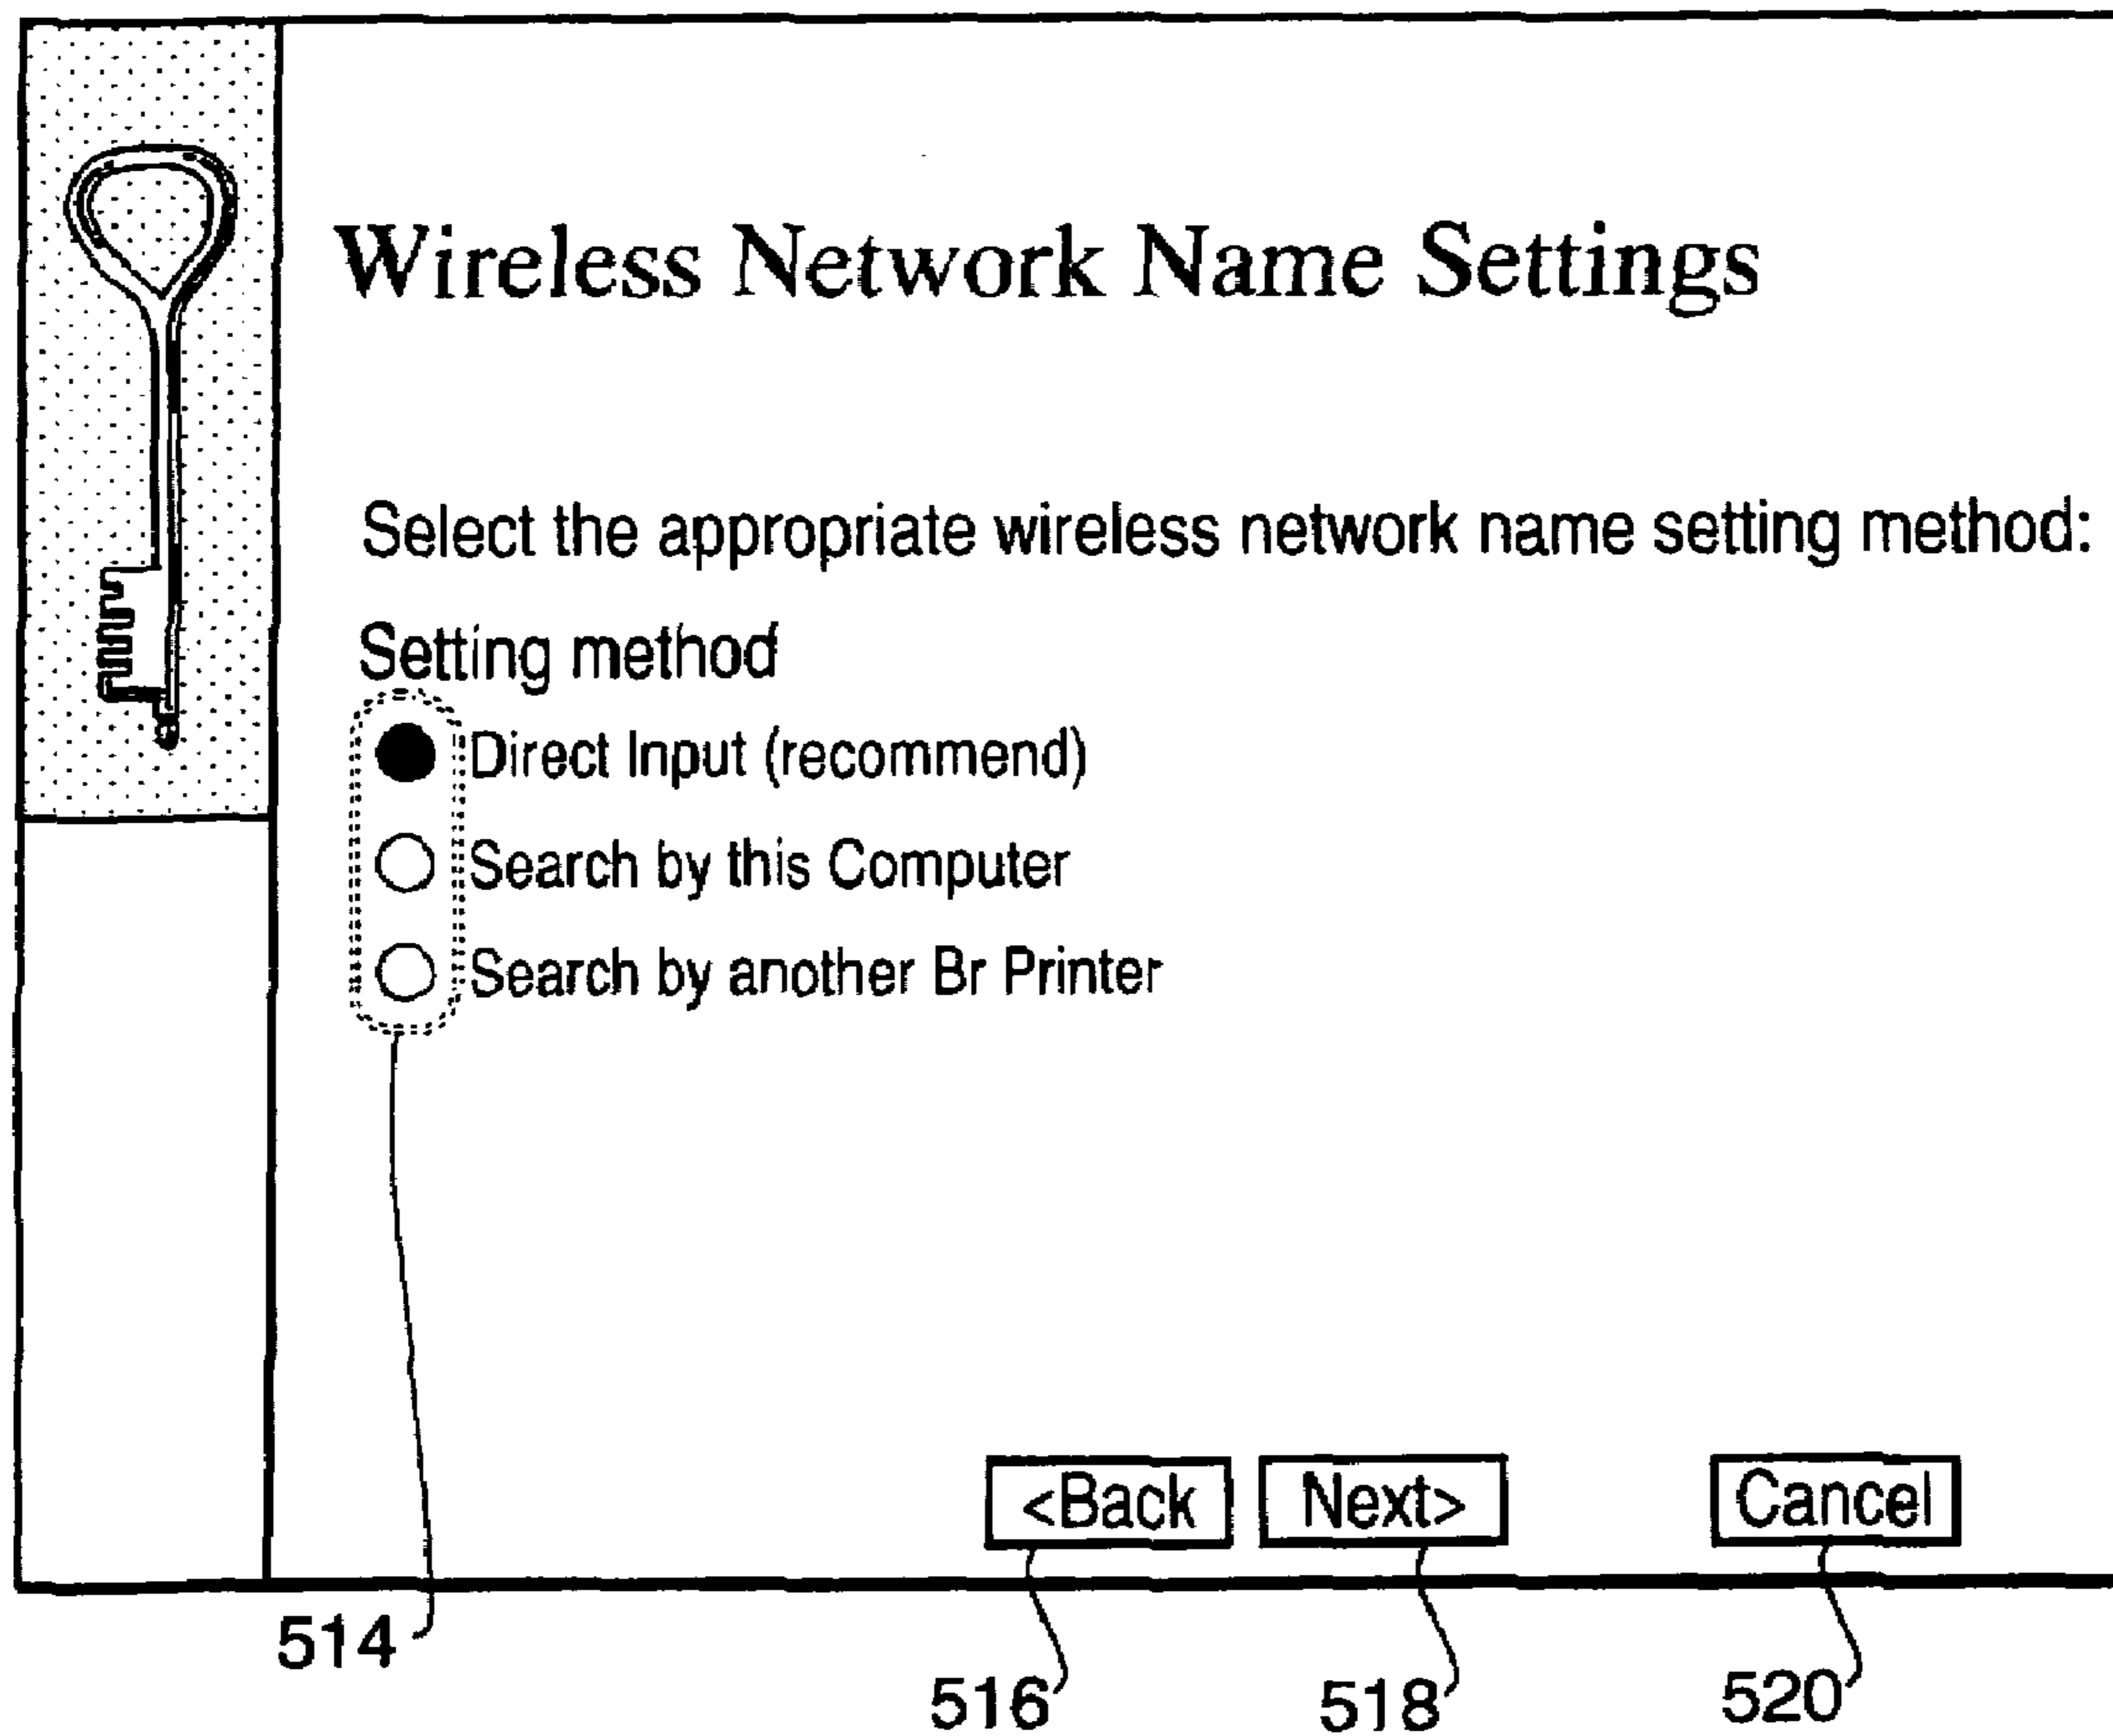 Wireless Network Name Settings
Select the appropriate wireless network name setting method:
Setting method
Direct Input (recommend)
Search by this Computer
Search by another Br Printer
<Back Next> Cancel
514
516 518 520